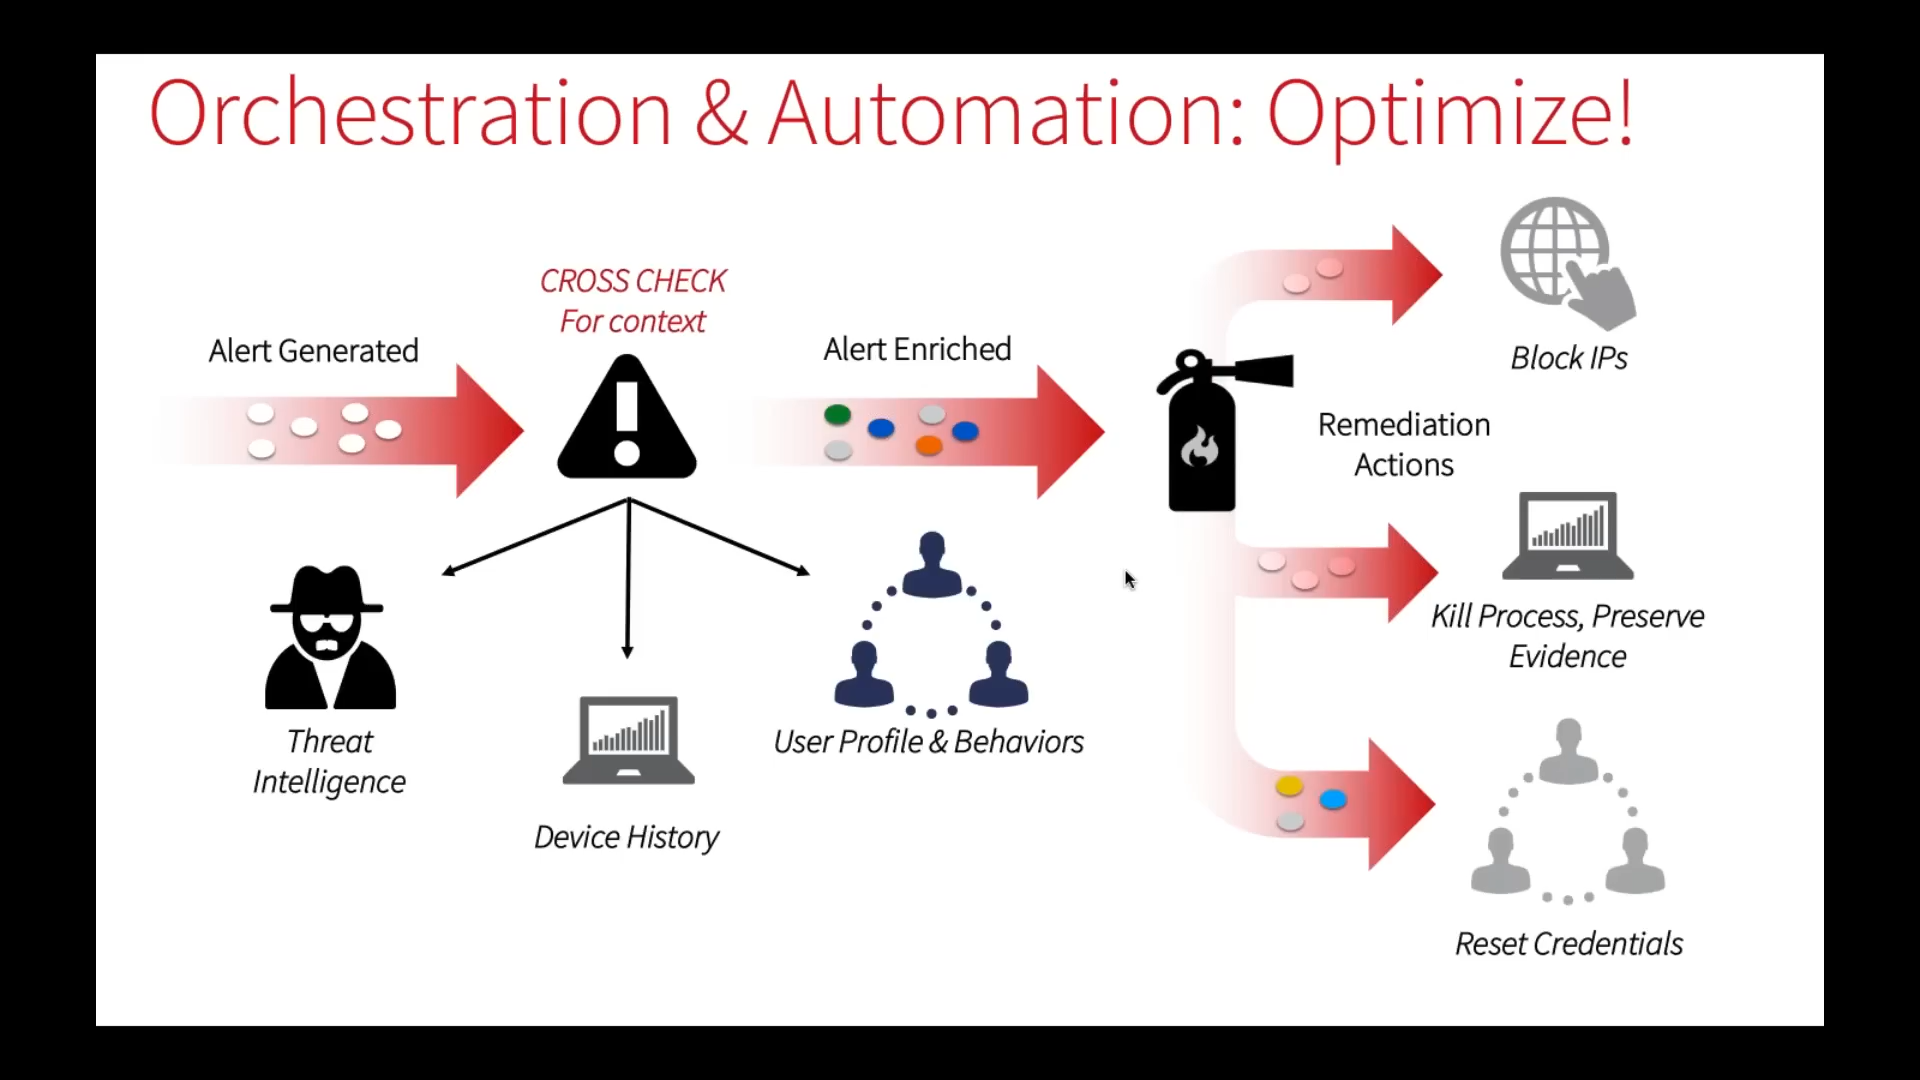 Orchestration & Automation: Optimize!
Alert Generated
CROSS CHECK
For context
Alert Enriched
Threat
Intelligence
Device History
User Profile & Behaviors
Remediation
Actions
Block IPs
Kill Process, Preserve
Evidence
Reset Credentials